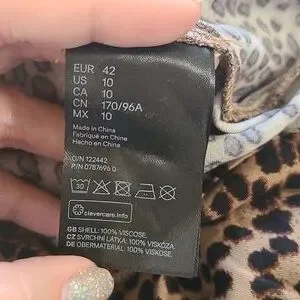 EUR 42
US 10
CA 10
CN 170/96A
MX 10
Made in China
Fabriqué en Chine
Hecho en China
O/N 122442
P/N 0787696 0
30
clevercare.info
GB SHELL: 100% VISCOSE.
CZ SVRCHNÍ LÁTKA: 100% VISKÓZA.
DE OBERMATERIAL: 100% VISKOSE.